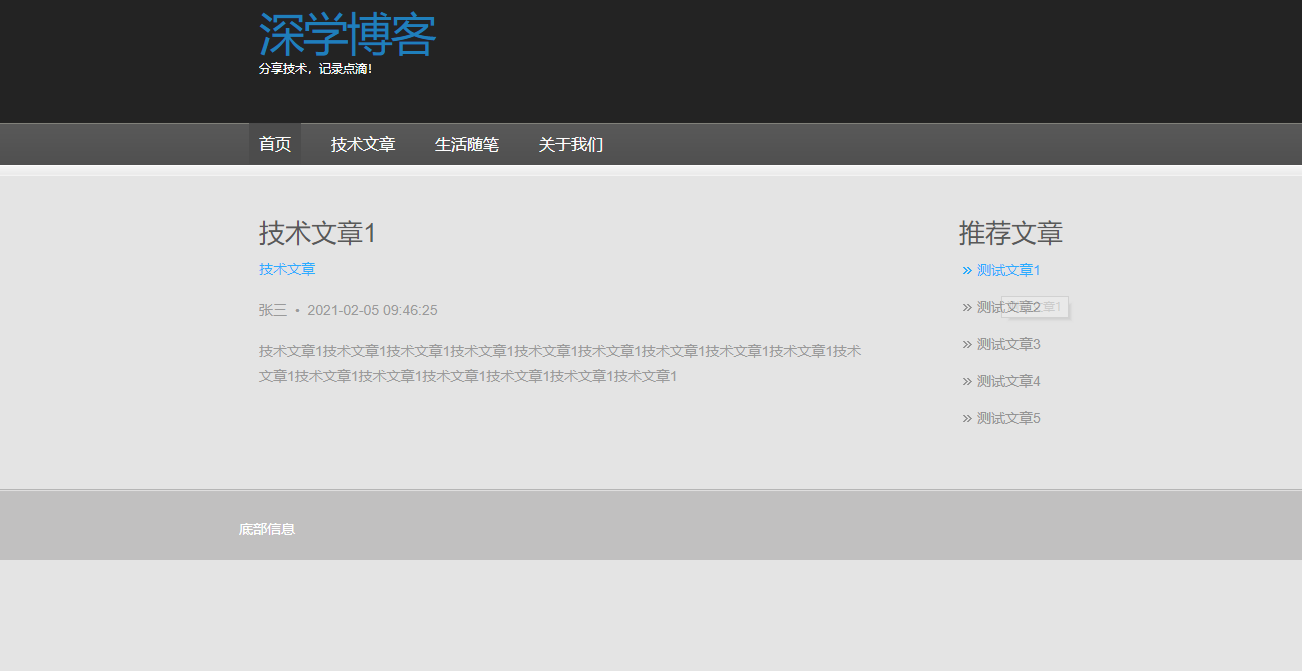 深学博客
分享技术，记录点滴！
首页 技术文章 生活随笔 关于我们
技术文章1
技术文章
张三 • 2021-02-05 09:46:25
技术文章1技术文章1技术文章1技术文章1技术文章1技术文章1技术文章1技术文章1技术文章1技术
文章1技术文章1技术文章1技术文章1技术文章1技术文章1技术文章1
推荐文章
» 测试文章1
» 测试文章2
» 测试文章3
» 测试文章4
» 测试文章5
底部信息